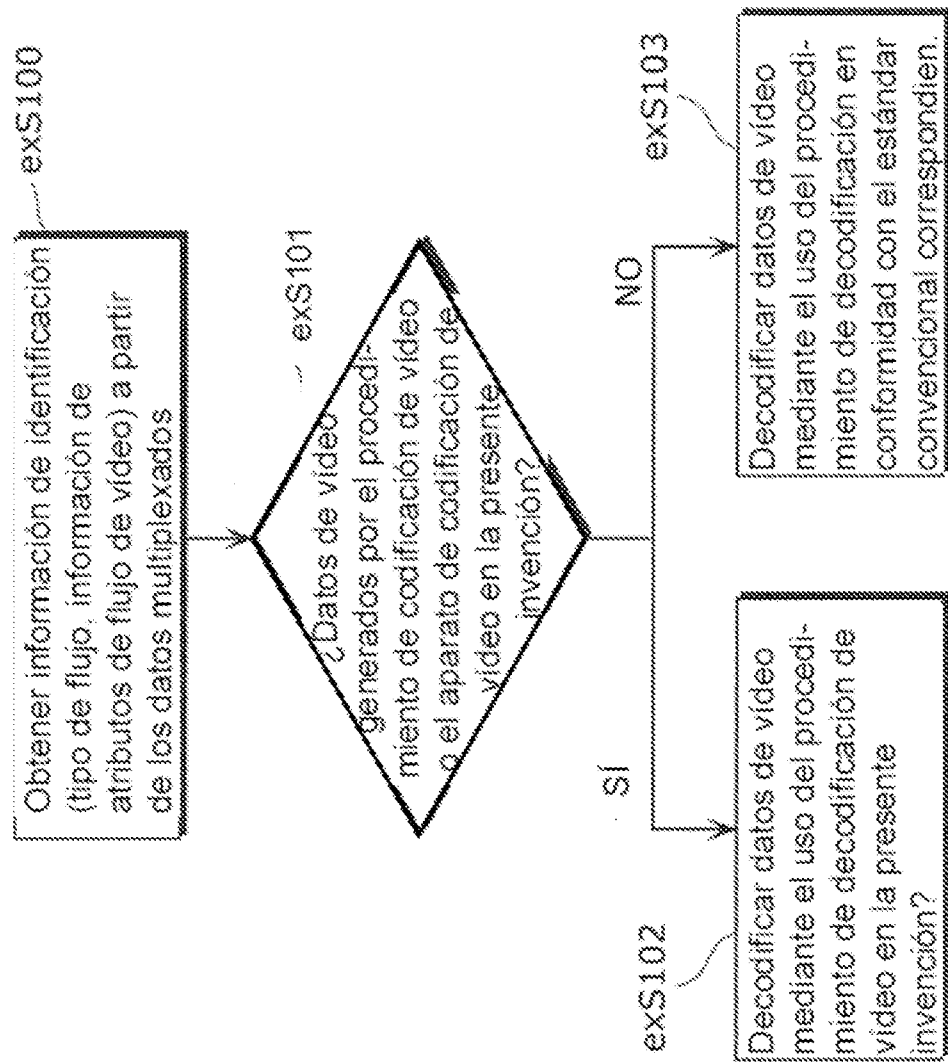 exS100
Obtener información de identificación
(tipo de flujo, información de
atributos de flujo de vídeo) a partir
de los datos multiplexados
exS101
¿Datos de vídeo
generados por el procedi-
miento de codificación de vídeo
o el aparato de codificación de
vídeo en la presente
invención?
SÍ
NO
exS102
Decodificar datos de vídeo
mediante el uso del procedi-
miento de decodificación de
vídeo en la presente
invención?
exS103
Decodificar datos de vídeo
mediante el uso del procedi-
miento de decodificación en
conformidad con el estándar
convencional correspondien.